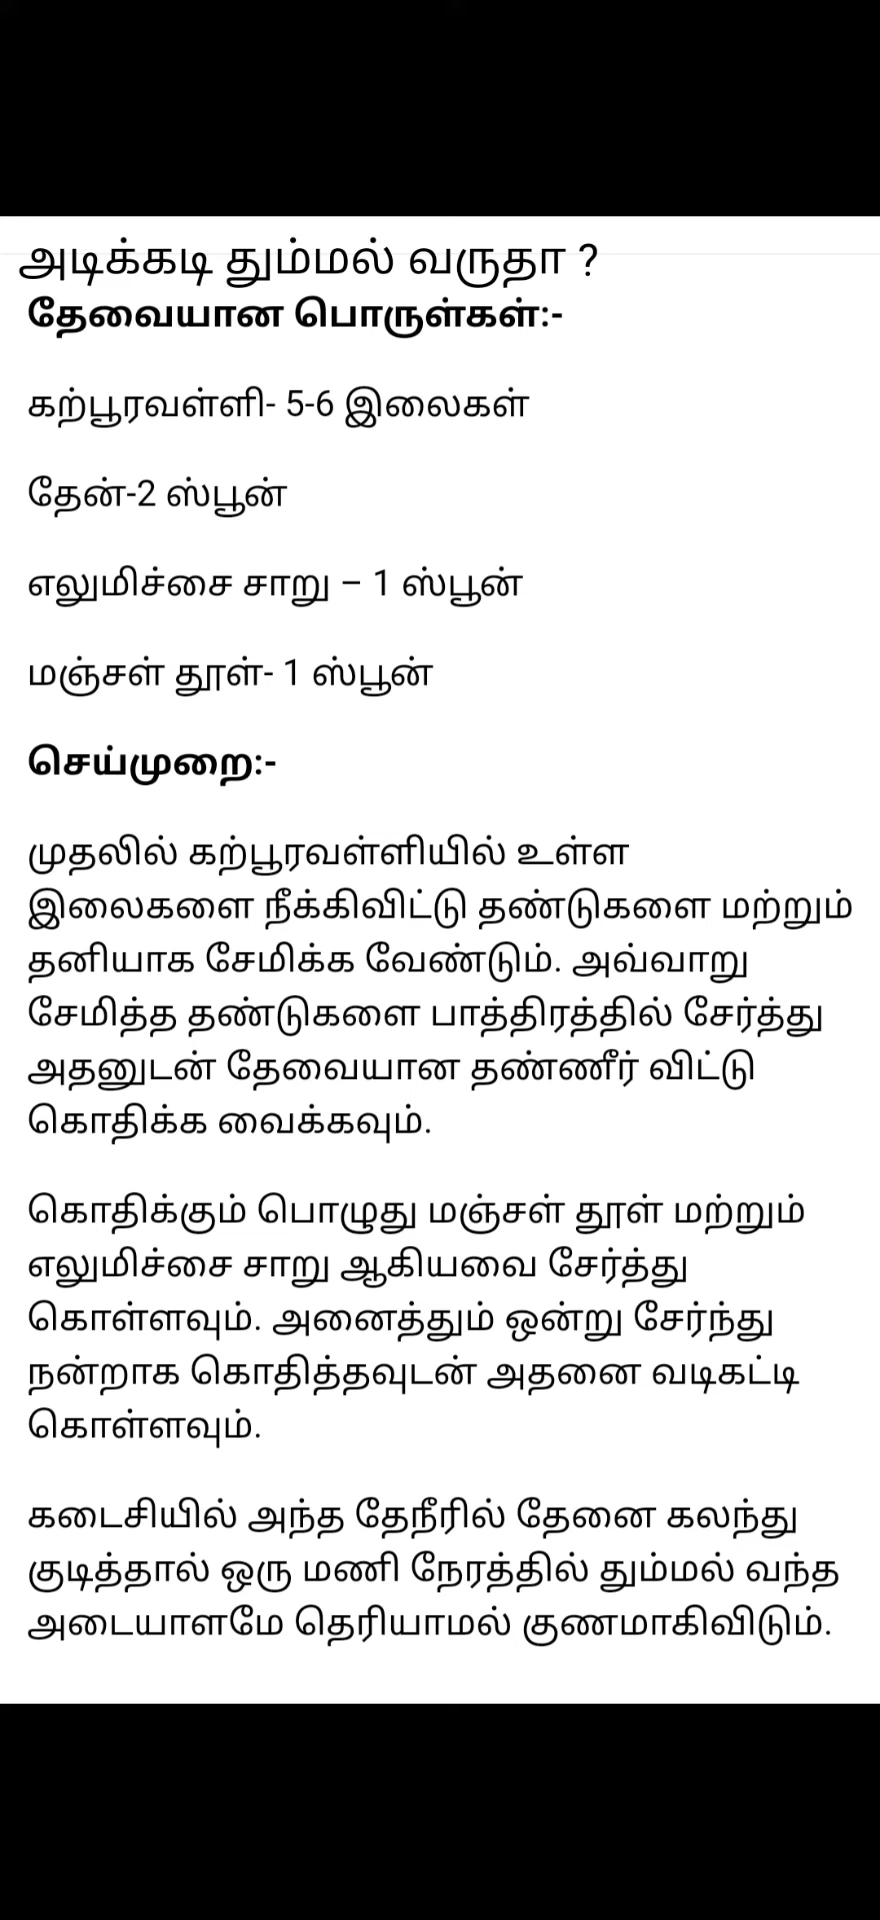 அடிக்கடி தும்மல் வருதா ?
தேவையான பொருள்கள்:-
கற்பூரவள்ளி- 5-6 இலைகள்
தேன்-2 ஸ்பூன்
எலுமிச்சை சாறு – 1 ஸ்பூன்
மஞ்சள் தூள்- 1 ஸ்பூன்
செய்முறை:-
முதலில் கற்பூரவள்ளியில் உள்ள
இலைகளை நீக்கிவிட்டு தண்டுகளை மற்றும்
தனியாக சேமிக்க வேண்டும். அவ்வாறு
சேமித்த தண்டுகளை பாத்திரத்தில் சேர்த்து
அதனுடன் தேவையான தண்ணீர் விட்டு
கொதிக்க வைக்கவும்.
கொதிக்கும் பொழுது மஞ்சள் தூள் மற்றும்
எலுமிச்சை சாறு ஆகியவை சேர்த்து
கொள்ளவும். அனைத்தும் ஒன்று சேர்ந்து
நன்றாக கொதித்தவுடன் அதனை வடிகட்டி
கொள்ளவும்.
கடைசியில் அந்த தேநீரில் தேனை கலந்து
குடித்தால் ஒரு மணி நேரத்தில் தும்மல் வந்த
அடையாளமே தெரியாமல் குணமாகிவிடும்.